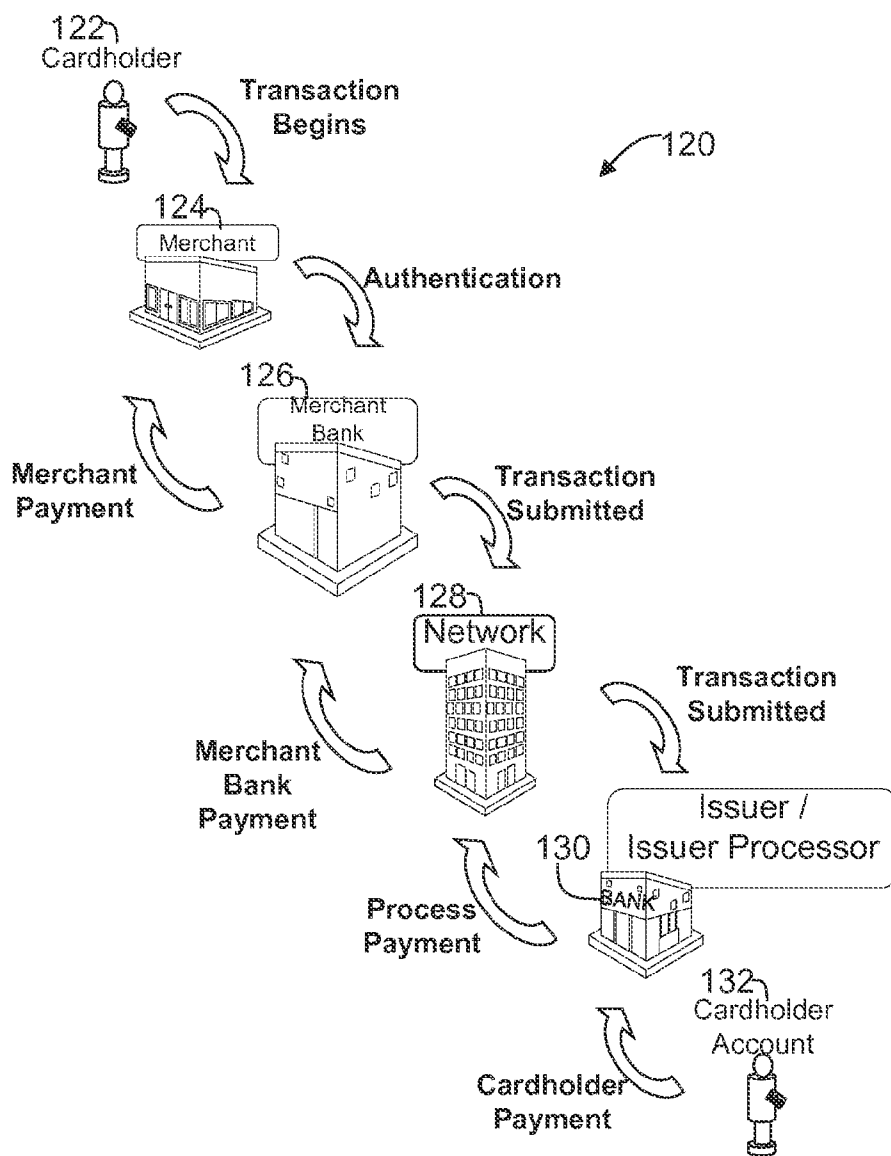 122
Cardholder
Transaction
Begins
120
124
Merchant
Authentication
126
Merchant
Bank
Merchant
Payment
Transaction
Submitted
128
Network
Transaction
Submitted
Merchant
Bank
Payment
Issuer /
Issuer Processor
130
BANK
Process
Payment
132
Cardholder
Account
Cardholder
Payment